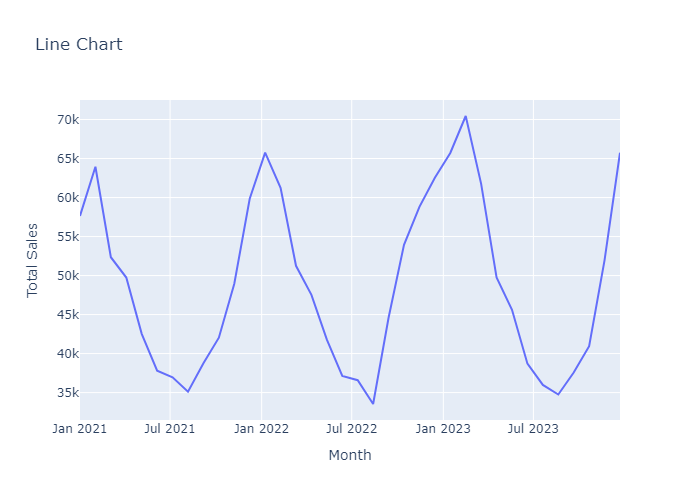 Line Chart
70k
65k
60k
55k
50k
45k
40k
35k
Total Sales
Jan 2021
Jul 2021
Jan 2022
Jul 2022
Jan 2023
Jul 2023
Month